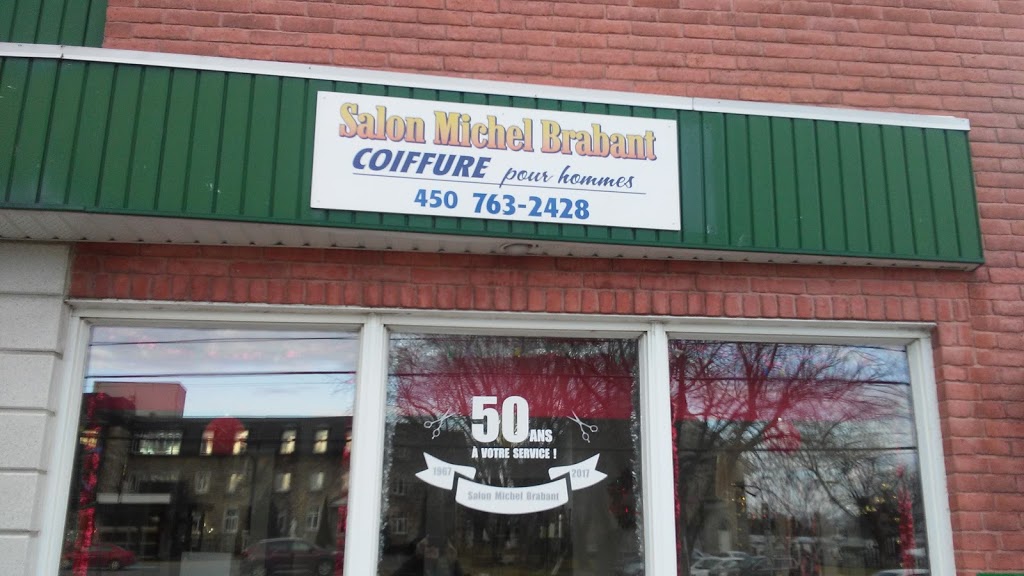 Salon Michel Brabant
COIFFURE pour hommes
450 763-2428
50 ANS
À VOTRE SERVICE !
1967 2017
Salon Michel Brabant